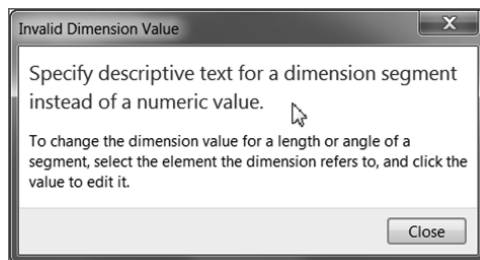 Invalid Dimension Value
Specify descriptive text for a dimension segment
instead of a numeric value.
To change the dimension value for a length or angle of a
segment, select the element the dimension refers to, and click the
value to edit it.
Close